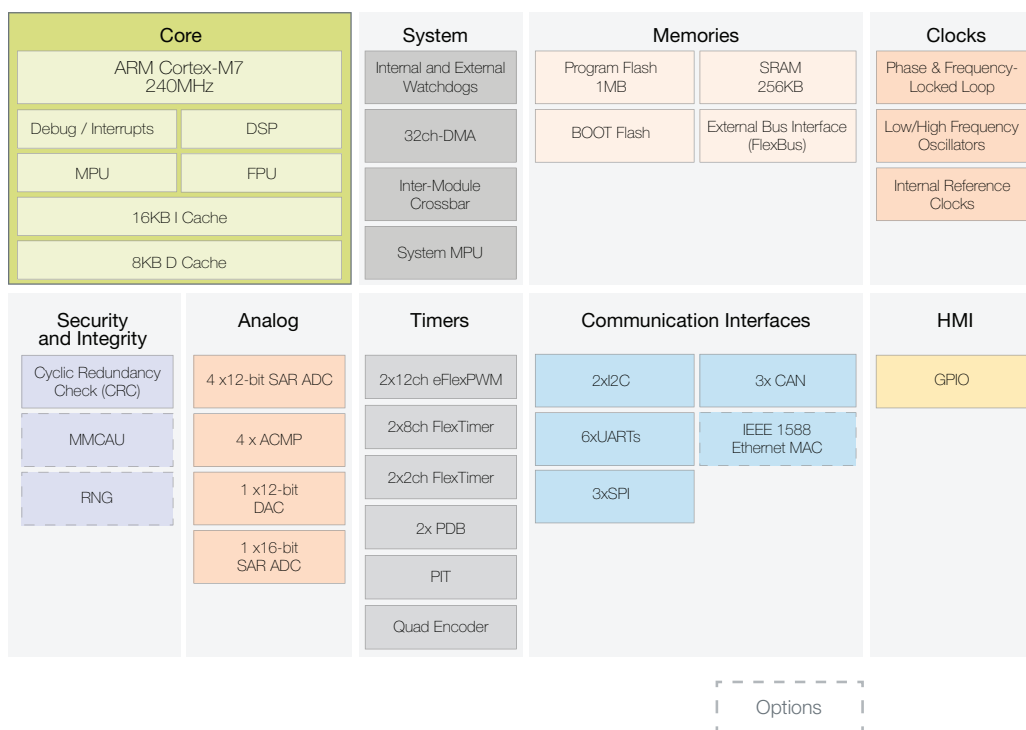 Core
ARM Cortex-M7
240MHz
Debug / Interrupts
DSP
MPU
FPU
16KB I Cache
8KB D Cache
System
Internal and External
Watchdogs
32ch-DMA
Inter-Module
Crossbar
System MPU
Memories
Program Flash
1MB
SRAM
256KB
BOOT Flash
External Bus Interface
(FlexBus)
Clocks
Phase & Frequency-
Locked Loop
Low/High Frequency
Oscillators
Internal Reference
Clocks
Security
and Integrity
Cyclic Redundancy
Check (CRC)
MMCAU
RNG
Analog
4 x12-bit SAR ADC
4 x ACMP
1 x12-bit
DAC
1 x16-bit
SAR ADC
Timers
2x12ch eFlexPWM
2x8ch FlexTimer
2x2ch FlexTimer
2x PDB
PIT
Quad Encoder
Communication Interfaces
2xI2C
3x CAN
6xUARTs
IEEE 1588
Ethernet MAC
3xSPI
HMI
GPIO
Options